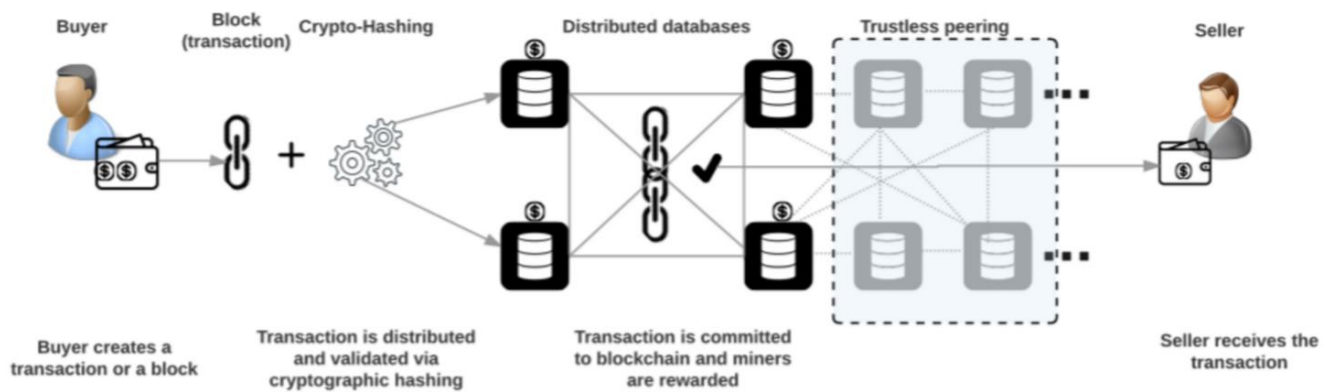 Buyer
Block
(transaction)
Crypto-Hashing
Distributed databases
Trustless peering
Seller
Buyer creates a
transaction or a block
Transaction is distributed
and validated via
cryptographic hashing
Transaction is committed
to blockchain and miners
are rewarded
Seller receives the
transaction